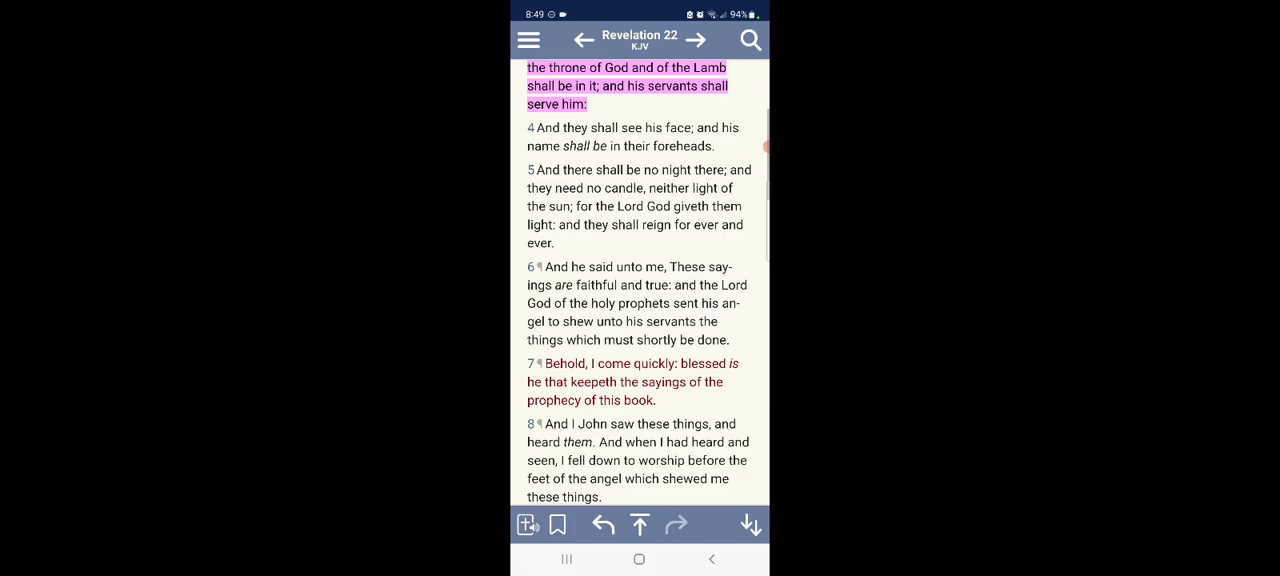 8:49 94%
Revelation 22
KJV
the throne of God and of the Lamb
shall be in it; and his servants shall
serve him:
4 And they shall see his face; and his
name shall be in their foreheads.
5 And there shall be no night there; and
they need no candle, neither light of
the sun; for the Lord God giveth them
light: and they shall reign for ever and
ever.
6 ¶ And he said unto me, These say-
ings are faithful and true: and the Lord
God of the holy prophets sent his an-
gel to shew unto his servants the
things which must shortly be done.
7 ¶ Behold, I come quickly: blessed is
he that keepeth the sayings of the
prophecy of this book.
8 ¶ And I John saw these things, and
heard them. And when I had heard and
seen, I fell down to worship before the
feet of the angel which shewed me
these things.